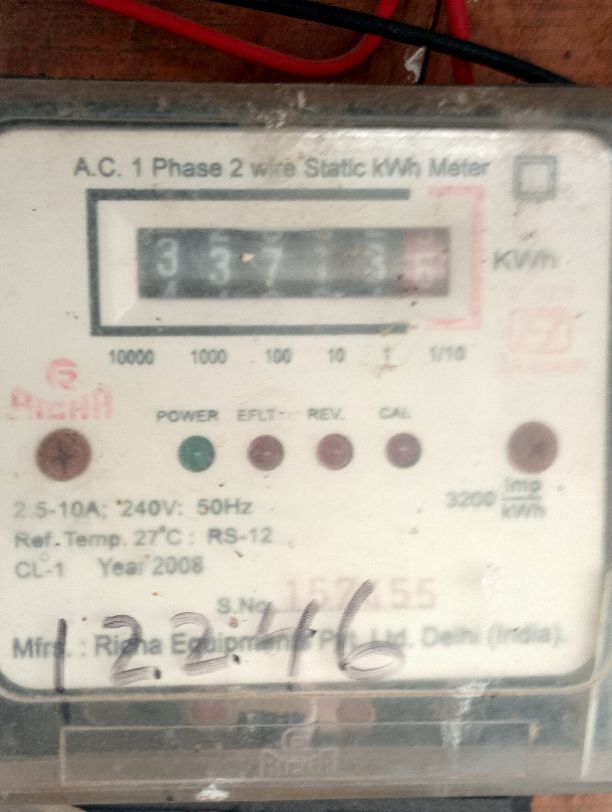 A.C. 1 Phase 2 wire Static kWh Meter
3 3 7 3 6
KWh
10000 1000 100 10 1 1/10
RIGHA
POWER EFLT REV. CAL
2.5-10A; 240V: 50Hz
3200 imp/kWh
Ref. Temp. 27°C : RS-12
CL-1 Year 2008
S.No.
Mfrs. : Richa Equipments Pvt. Ltd. Delhi (India).
12246